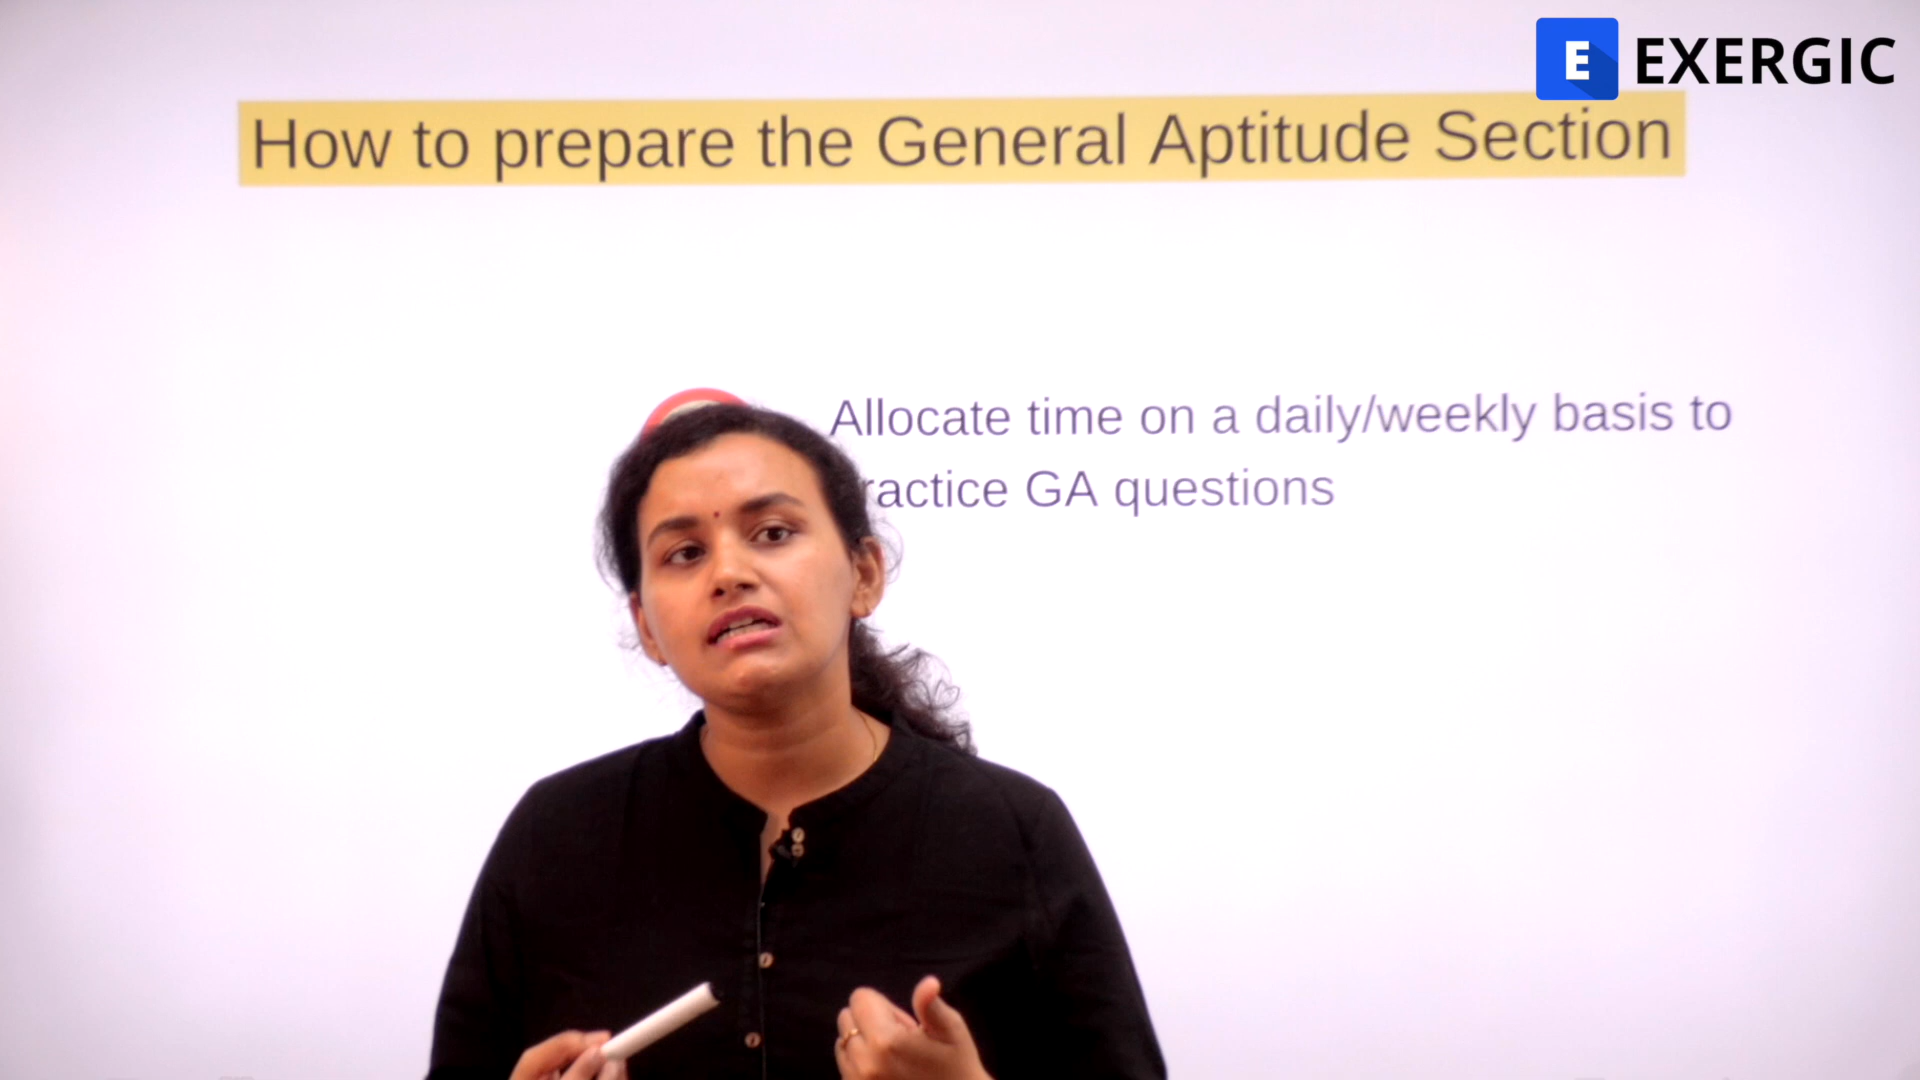 E EXERGIC
How to prepare the General Aptitude Section
Allocate time on a daily/weekly basis to
ractice GA questions